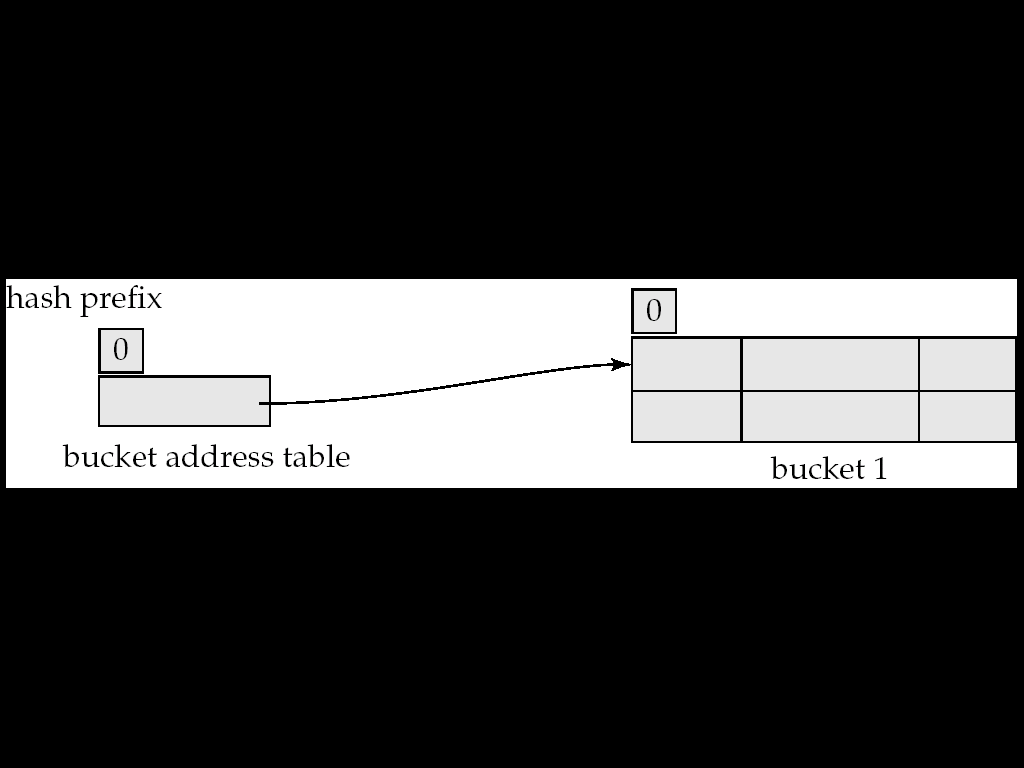 hash prefix
0
bucket address table
0
bucket 1